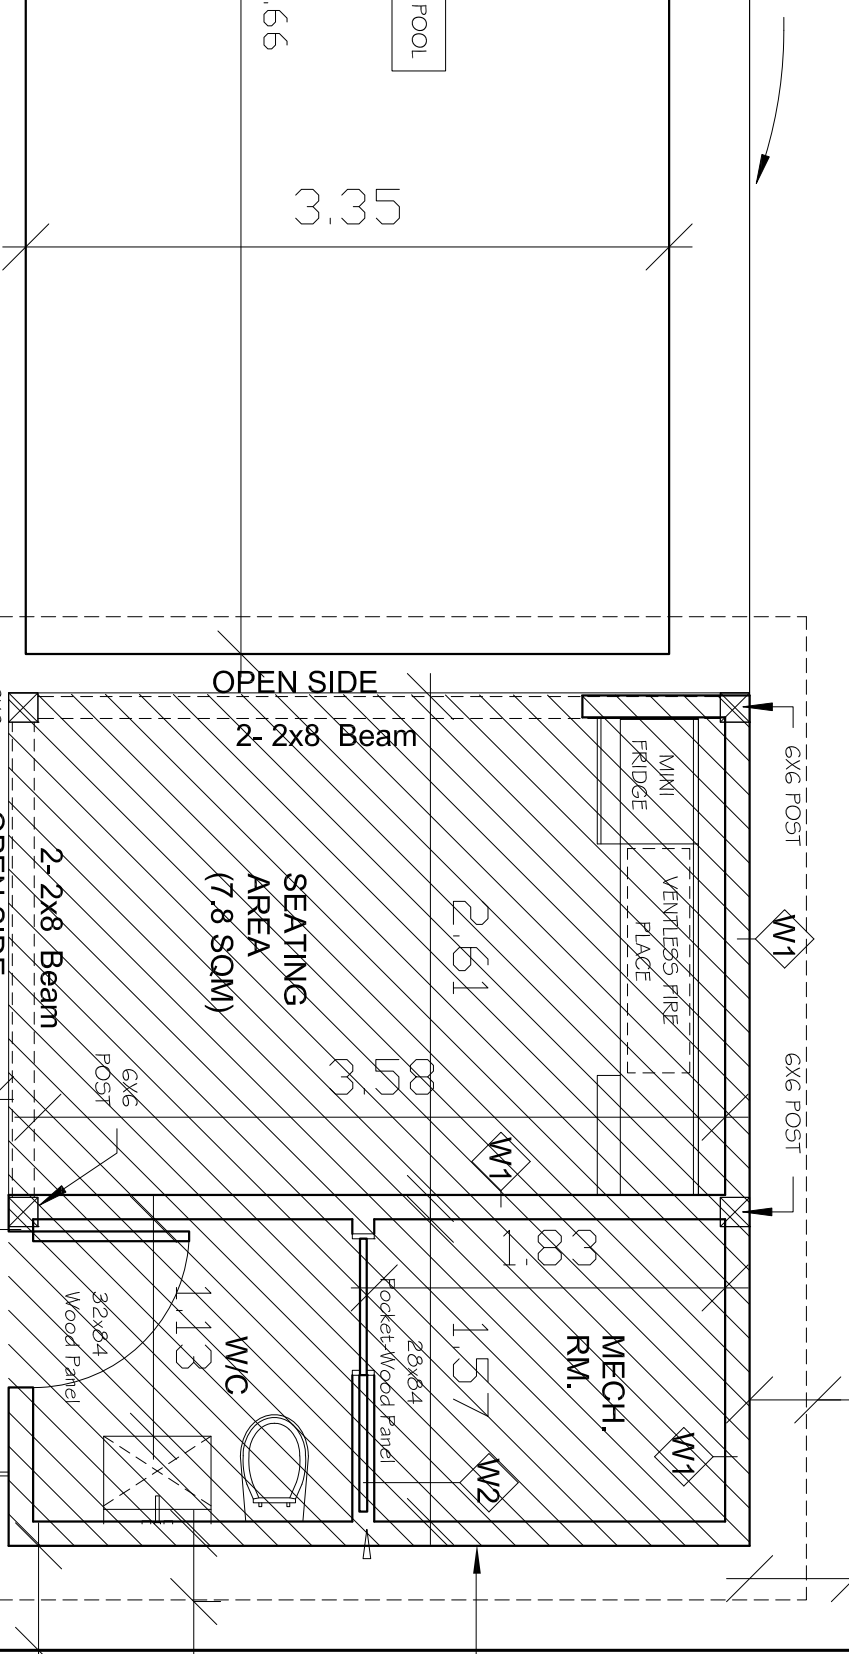 .66
POOL
3.35
OPEN SIDE
2- 2x8 Beam
6X6 POST
MINI
FRIDGE
VENTLESS FIRE
PLACE
W1
SEATING
AREA
(7.8 SQM)
2.61
3.58
2-2x8 Beam
OPEN SIDE
6X6
POST
6X6 POST
W1
1.83
MECH.
RM.
1.57
28x84
Pocket-Wood Panel
W/C
1.13
32x84
Wood Panel
W1
W2